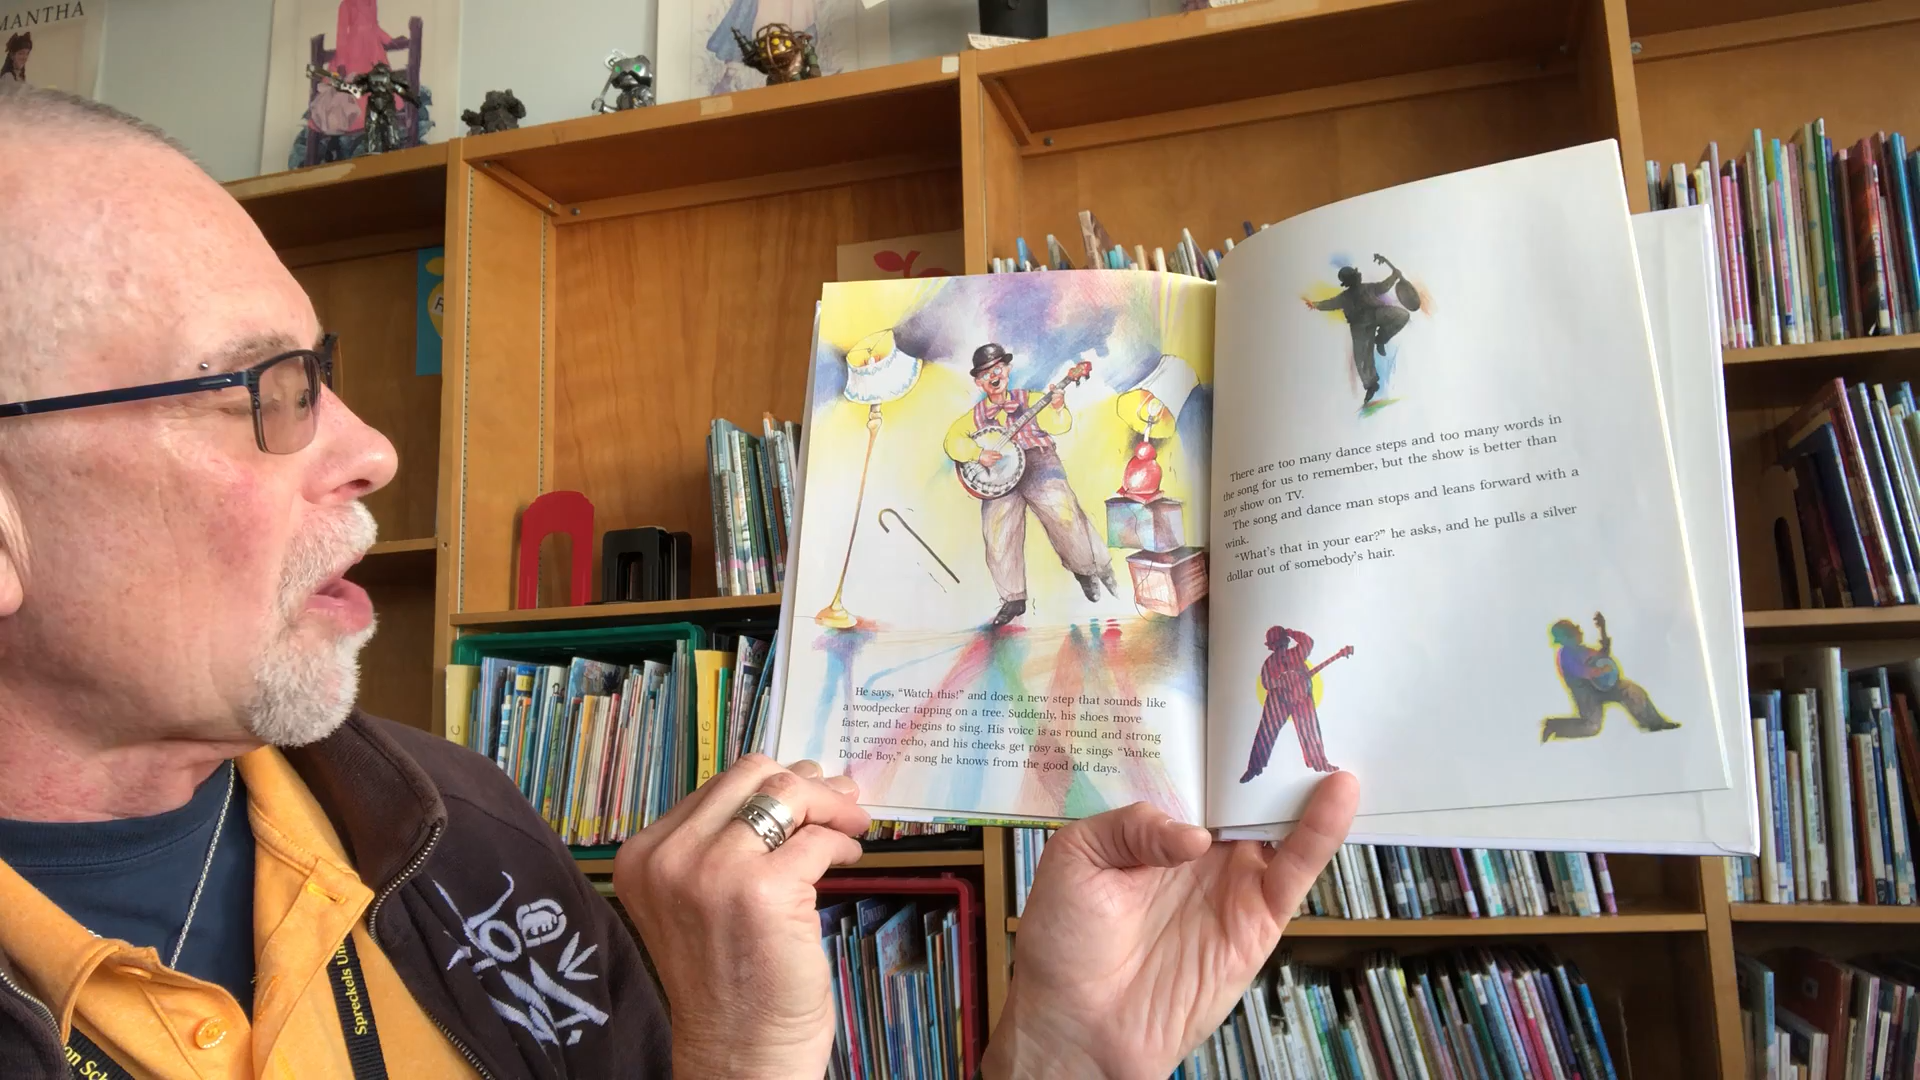 MANTHA
He says, “Watch this!” and does a new step that sounds like
a woodpecker tapping on a tree. Suddenly, his shoes move
faster, and he begins to sing. His voice is as round and strong
as a canyon echo, and his cheeks get rosy as he sings “Yankee
Doodle Boy,” a song he knows from the good old days.
There are too many dance steps and too many words in
the song for us to remember, but the show is better than
any show on TV.
The song and dance man stops and leans forward with a
wink.
“What’s that in your ear?” he asks, and he pulls a silver
dollar out of somebody’s hair.
C
D E F G
Spreckels Uni
on Sch